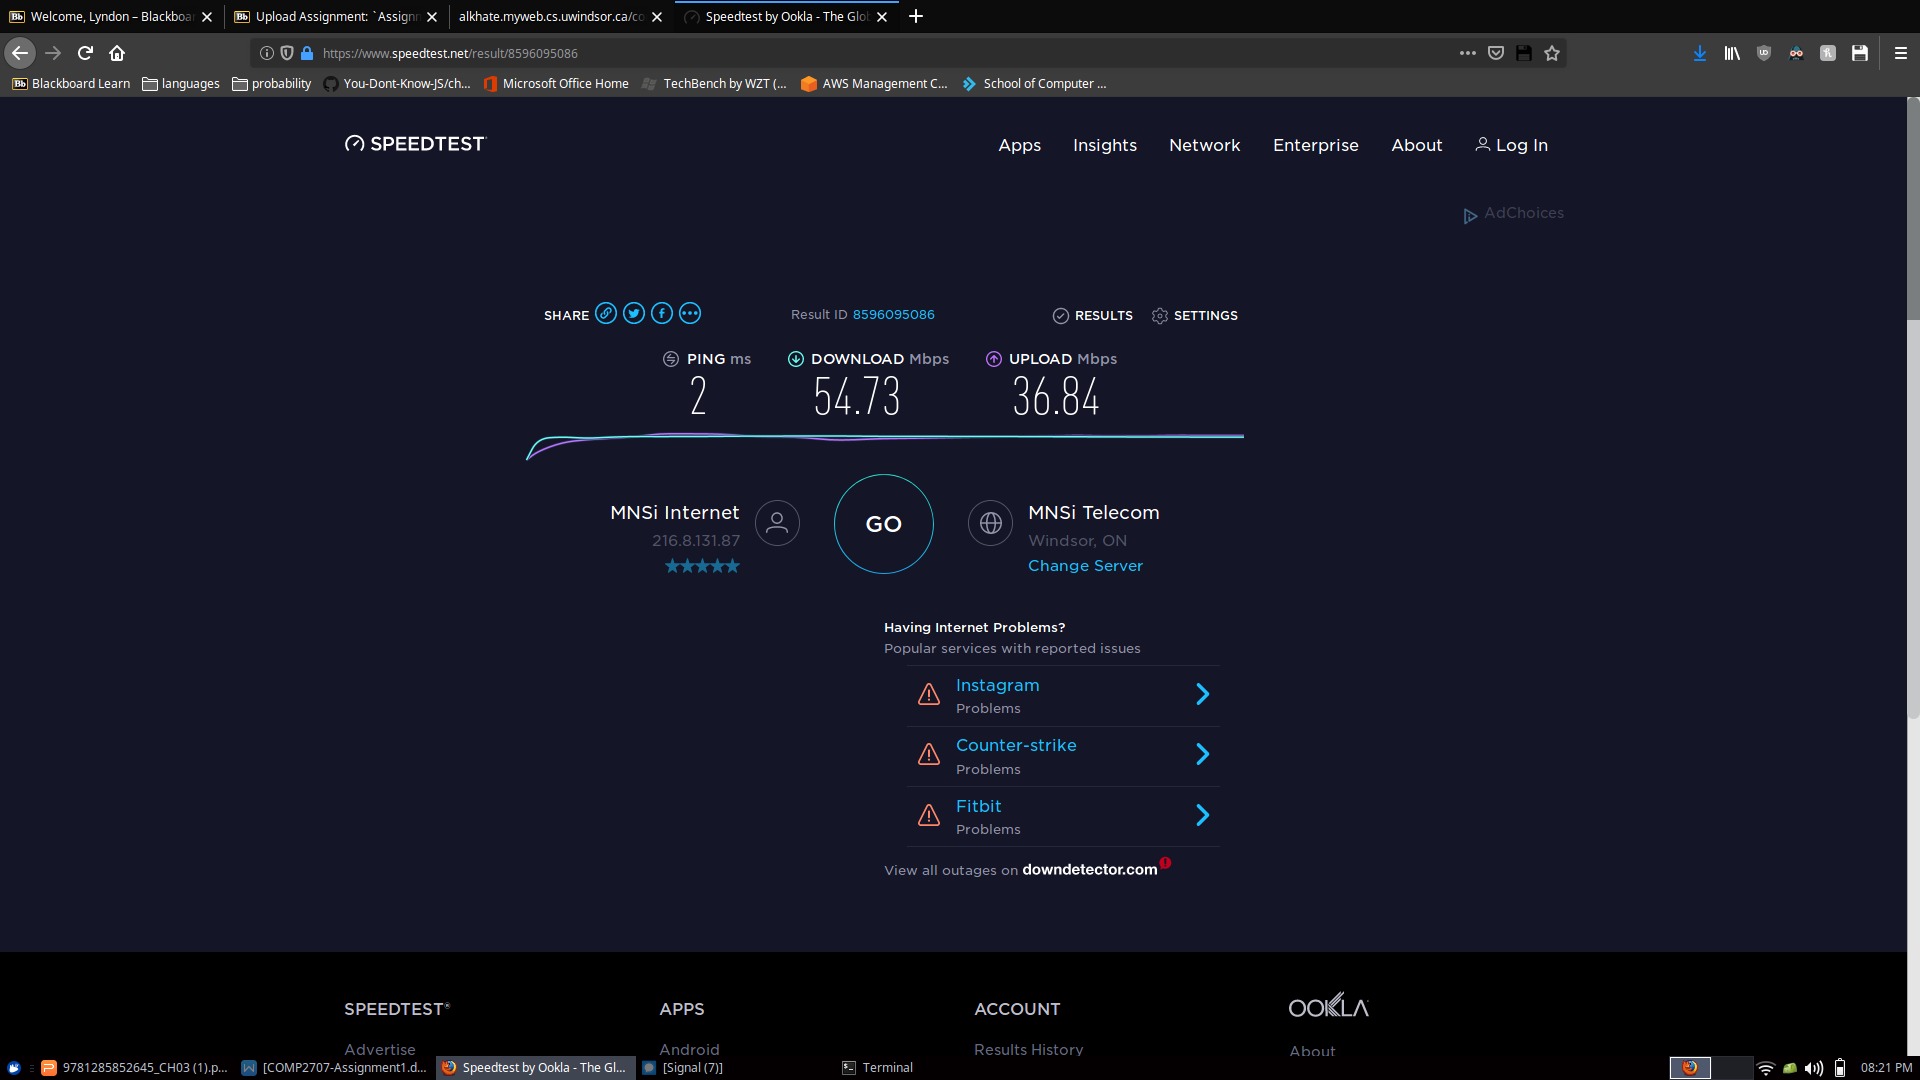 Welcome, Lyndon – Blackboar
Upload Assignment: `Assignm
alkhate.myweb.cs.uwindsor.ca/co
Speedtest by Ookla - The Glob
https://www.speedtest.net/result/8596095086
Blackboard Learn
languages
probability
You-Dont-Know-JS/ch...
Microsoft Office Home
TechBench by WZT (...
AWS Management C...
School of Computer ...
SPEEDTEST
Apps
Insights
Network
Enterprise
About
Log In
AdChoices
SHARE
Result ID 8596095086
RESULTS
SETTINGS
PING ms
DOWNLOAD Mbps
UPLOAD Mbps
2
54.73
36.84
MNSi Internet
216.8.131.87
GO
MNSi Telecom
Windsor, ON
Change Server
Having Internet Problems?
Popular services with reported issues
Instagram
Problems
Counter-strike
Problems
Fitbit
Problems
View all outages on downdetector.com
SPEEDTEST®
APPS
ACCOUNT
OOKLA
Advertise
Android
Results History
About
9781285852645_CH03 (1).p...
[COMP2707-Assignment1.d...
Speedtest by Ookla - The Gl...
[Signal (7)]
Terminal
08:21 PM